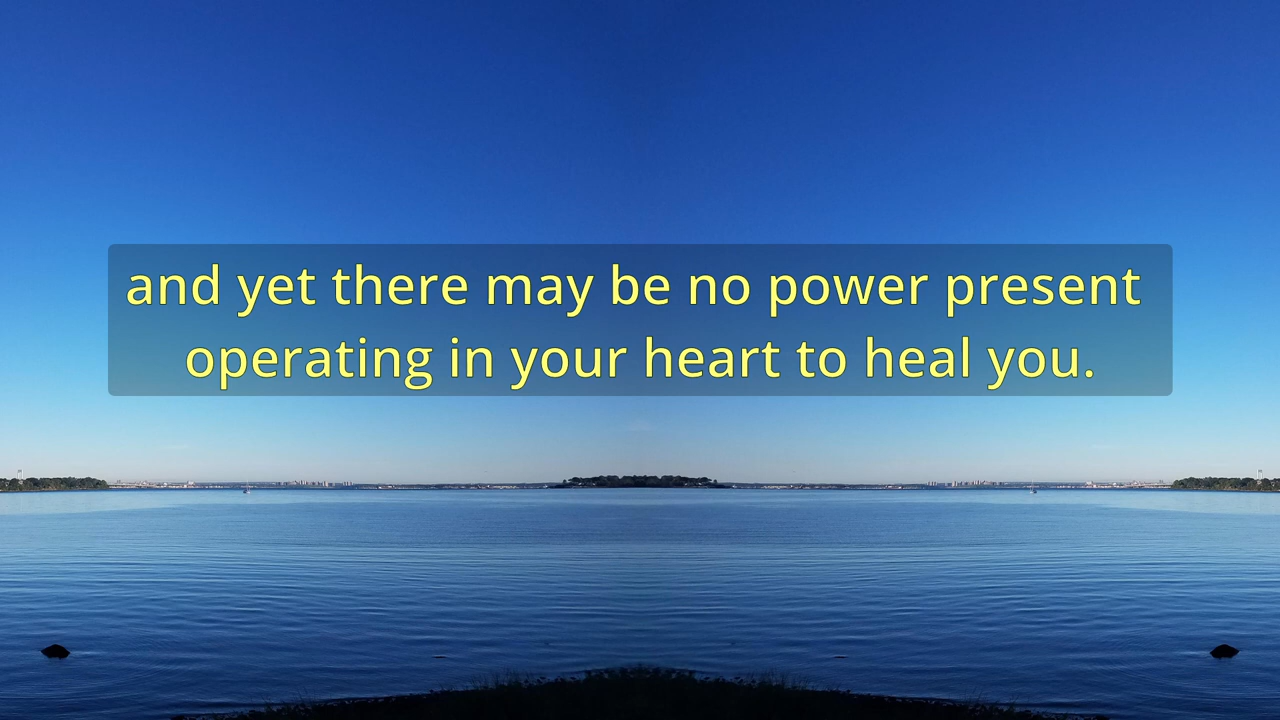 and yet there may be no power present
operating in your heart to heal you.